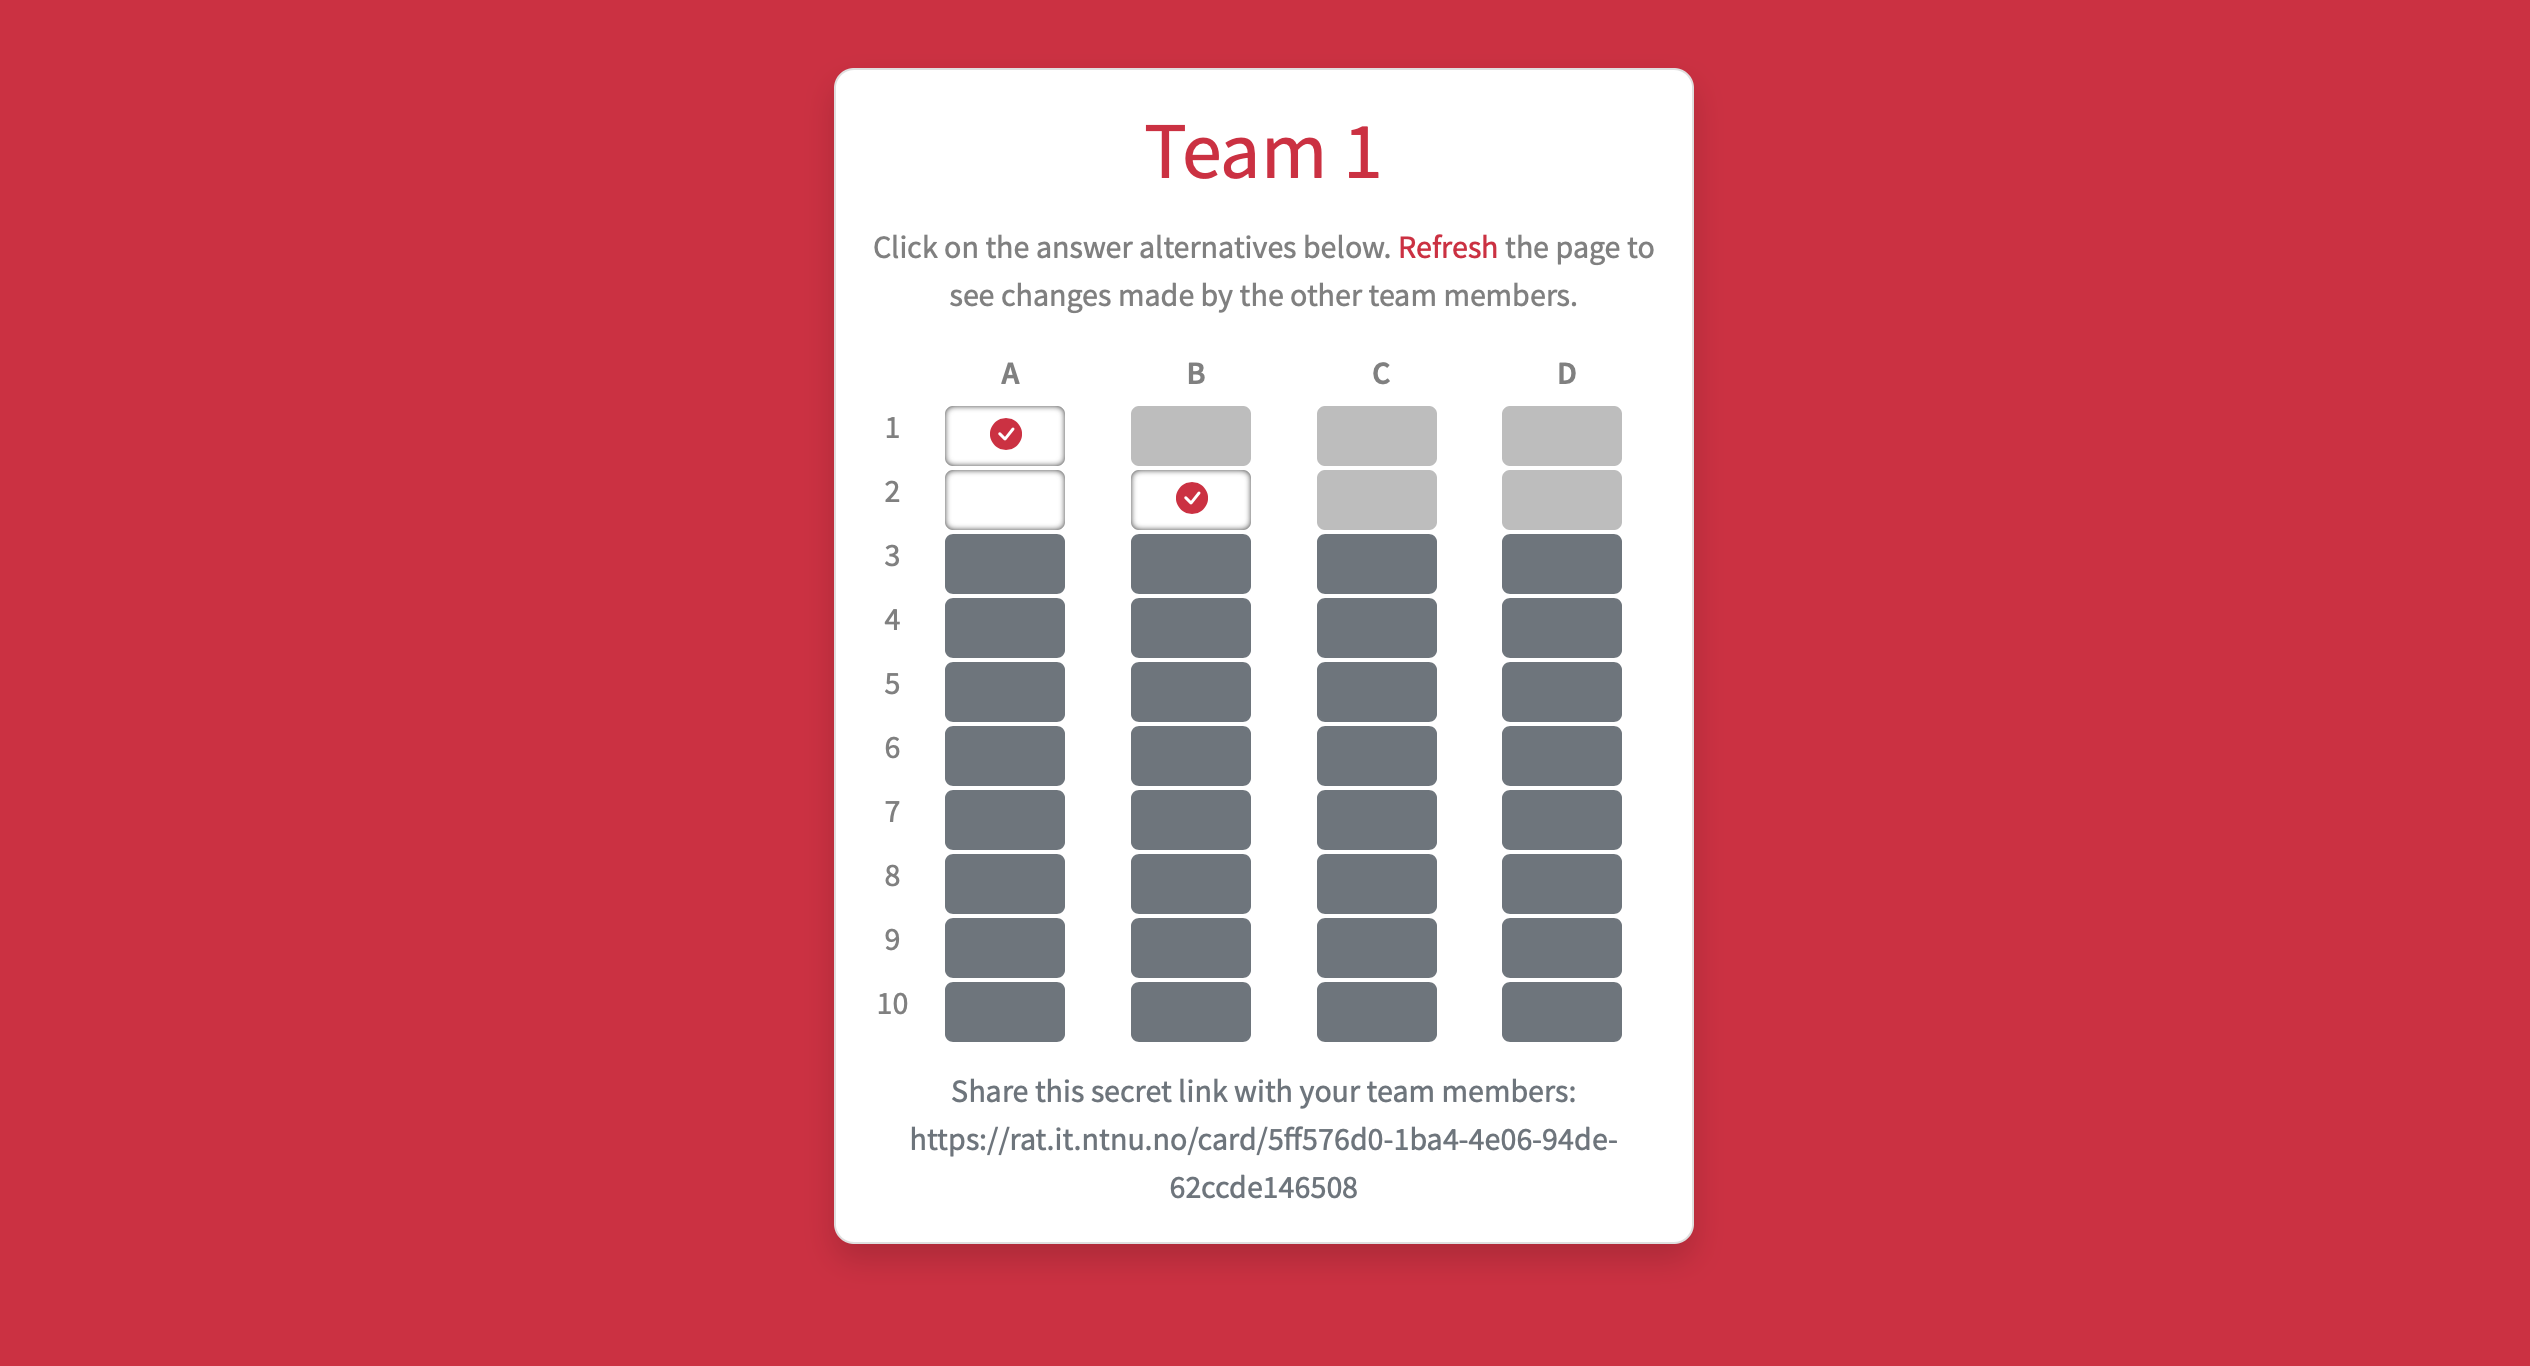 Team 1
Click on the answer alternatives below. Refresh the page to
see changes made by the other team members.
A B C D
1
2
3
4
5
6
7
8
9
10
Share this secret link with your team members:
https://rat.it.ntnu.no/card/5ff576d0-1ba4-4e06-94de-
62ccde146508